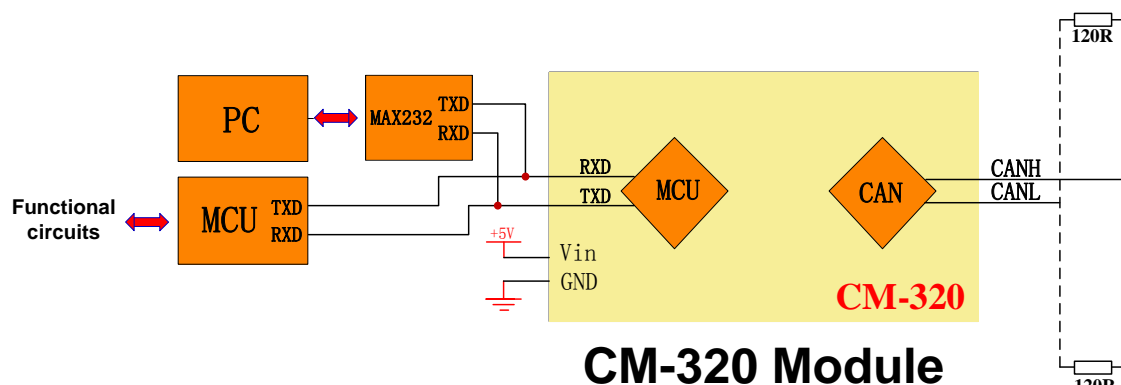 120R
PC
MAX232
TXD
RXD
RXD
TXD
MCU
CAN
CANH
CANL
Functional
circuits
MCU
TXD
RXD
+5V
Vin
GND
CM-320
CM-320 Module
120R